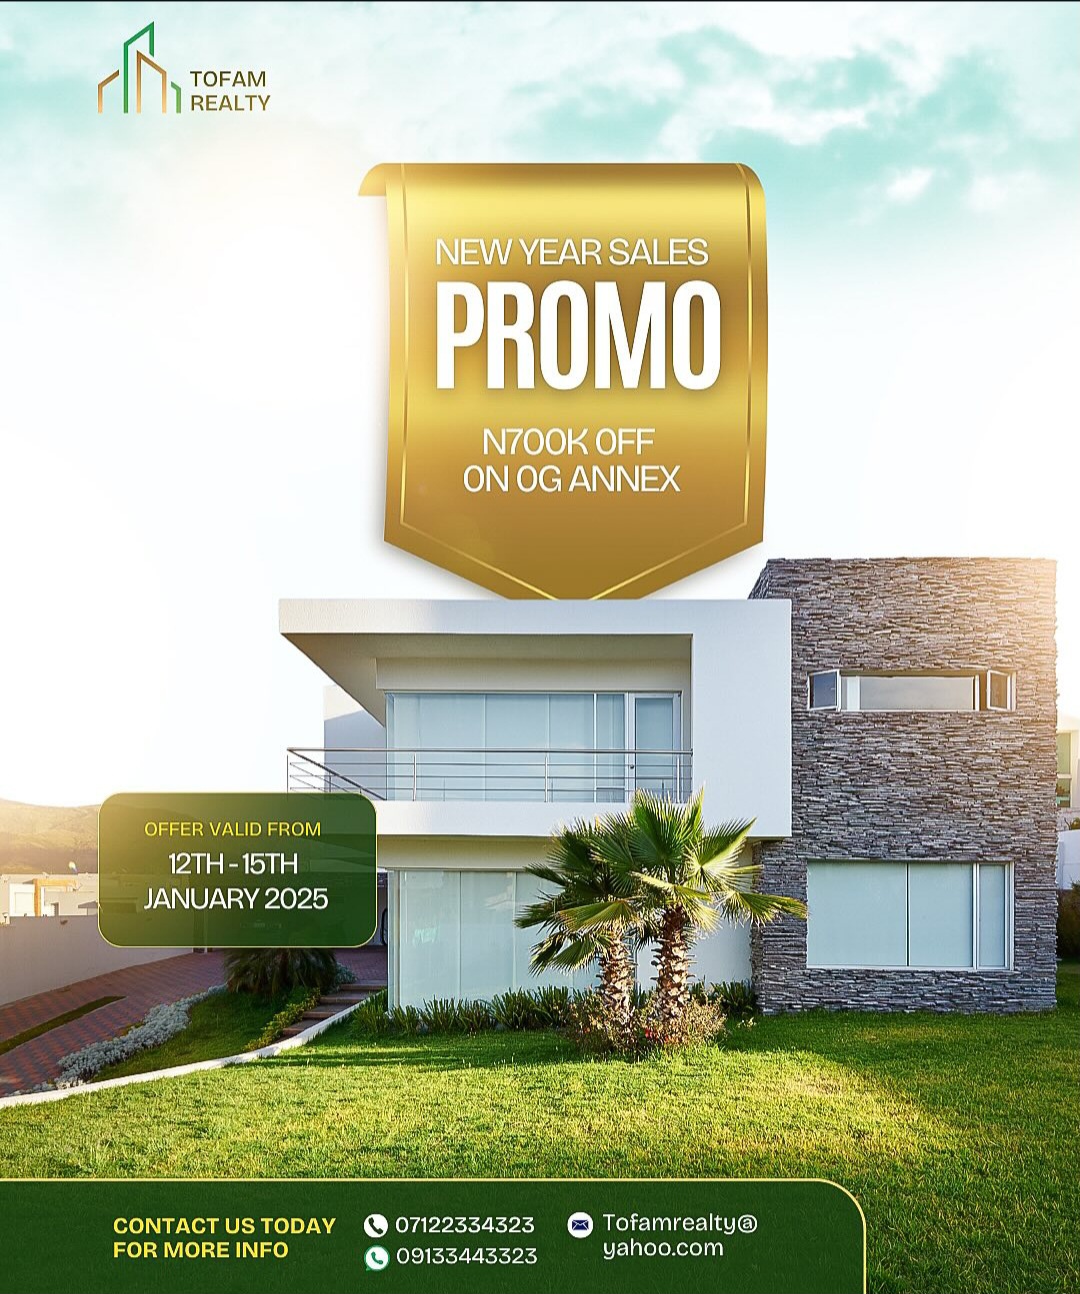 TOFAM
REALTY
NEW YEAR SALES
PROMO
N700K OFF
ON OG ANNEX
OFFER VALID FROM
12TH - 15TH
JANUARY 2025
CONTACT US TODAY
FOR MORE INFO
07122334323
09133443323
Tofamrealty@
yahoo.com